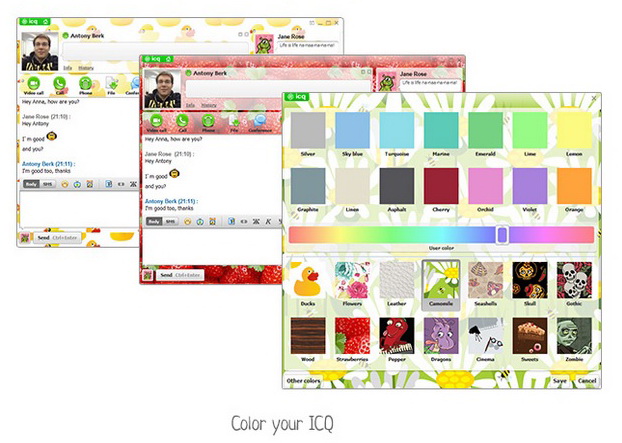 icq
Antony Berk
Jane Rose
Life is life na-na-na-na-na!
Info History
Video call Call Phone File Conference
Hey Anna, how are you?
Jane Rose (21:10) :
Hey Antony
I'm good
and you?
Antony Berk (21:11) :
I'm good too, thanks
Buddy SMS
Send Ctrl+Enter
icq
Antony Berk
Jane Rose
Life is life na-na-na-na-na!
Info History
Video call Call Phone File Conference
Hey Anna, how are you?
Jane Rose (21:10) :
Hey Antony
I'm good
and you?
Antony Berk (21:11) :
I'm good too, thanks
Buddy SMS
Send Ctrl+Enter
icq
Silver Sky blue Turquoise Marine Emerald Lime Lemon
Graphite Linen Asphalt Cherry Orchid Violet Orange
User color
Ducks Flowers Leather Camomile Seashells Skull Gothic
Wood Strawberries Pepper Dragons Cinema Sweets Zombie
Other colors Save Cancel
Color your ICQ